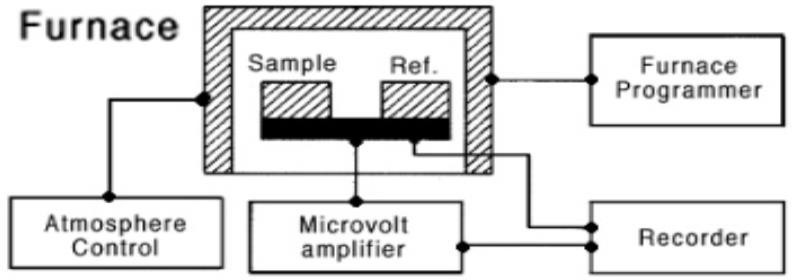 Furnace
Sample
Ref.
Furnace
Programmer
Atmosphere
Control
Microvolt
amplifier
Recorder